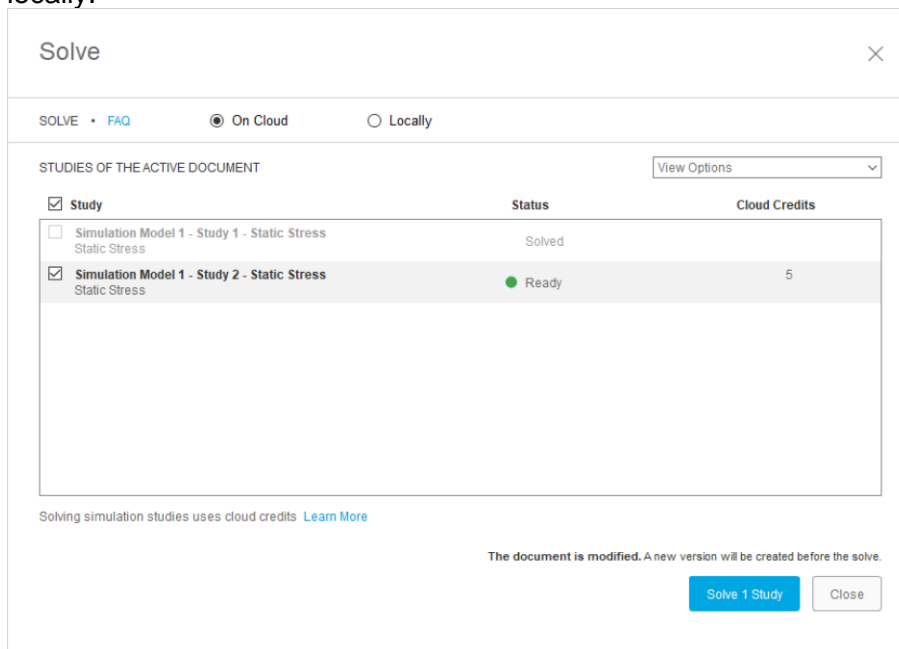 locally.
Solve
SOLVE • FAQ On Cloud Locally
STUDIES OF THE ACTIVE DOCUMENT View Options
Study Status Cloud Credits
Simulation Model 1 - Study 1 - Static Stress
Static Stress Solved
Simulation Model 1 - Study 2 - Static Stress 5
Static Stress Ready
Solving simulation studies uses cloud credits Learn More
The document is modified. A new version will be created before the solve.
Solve 1 Study Close